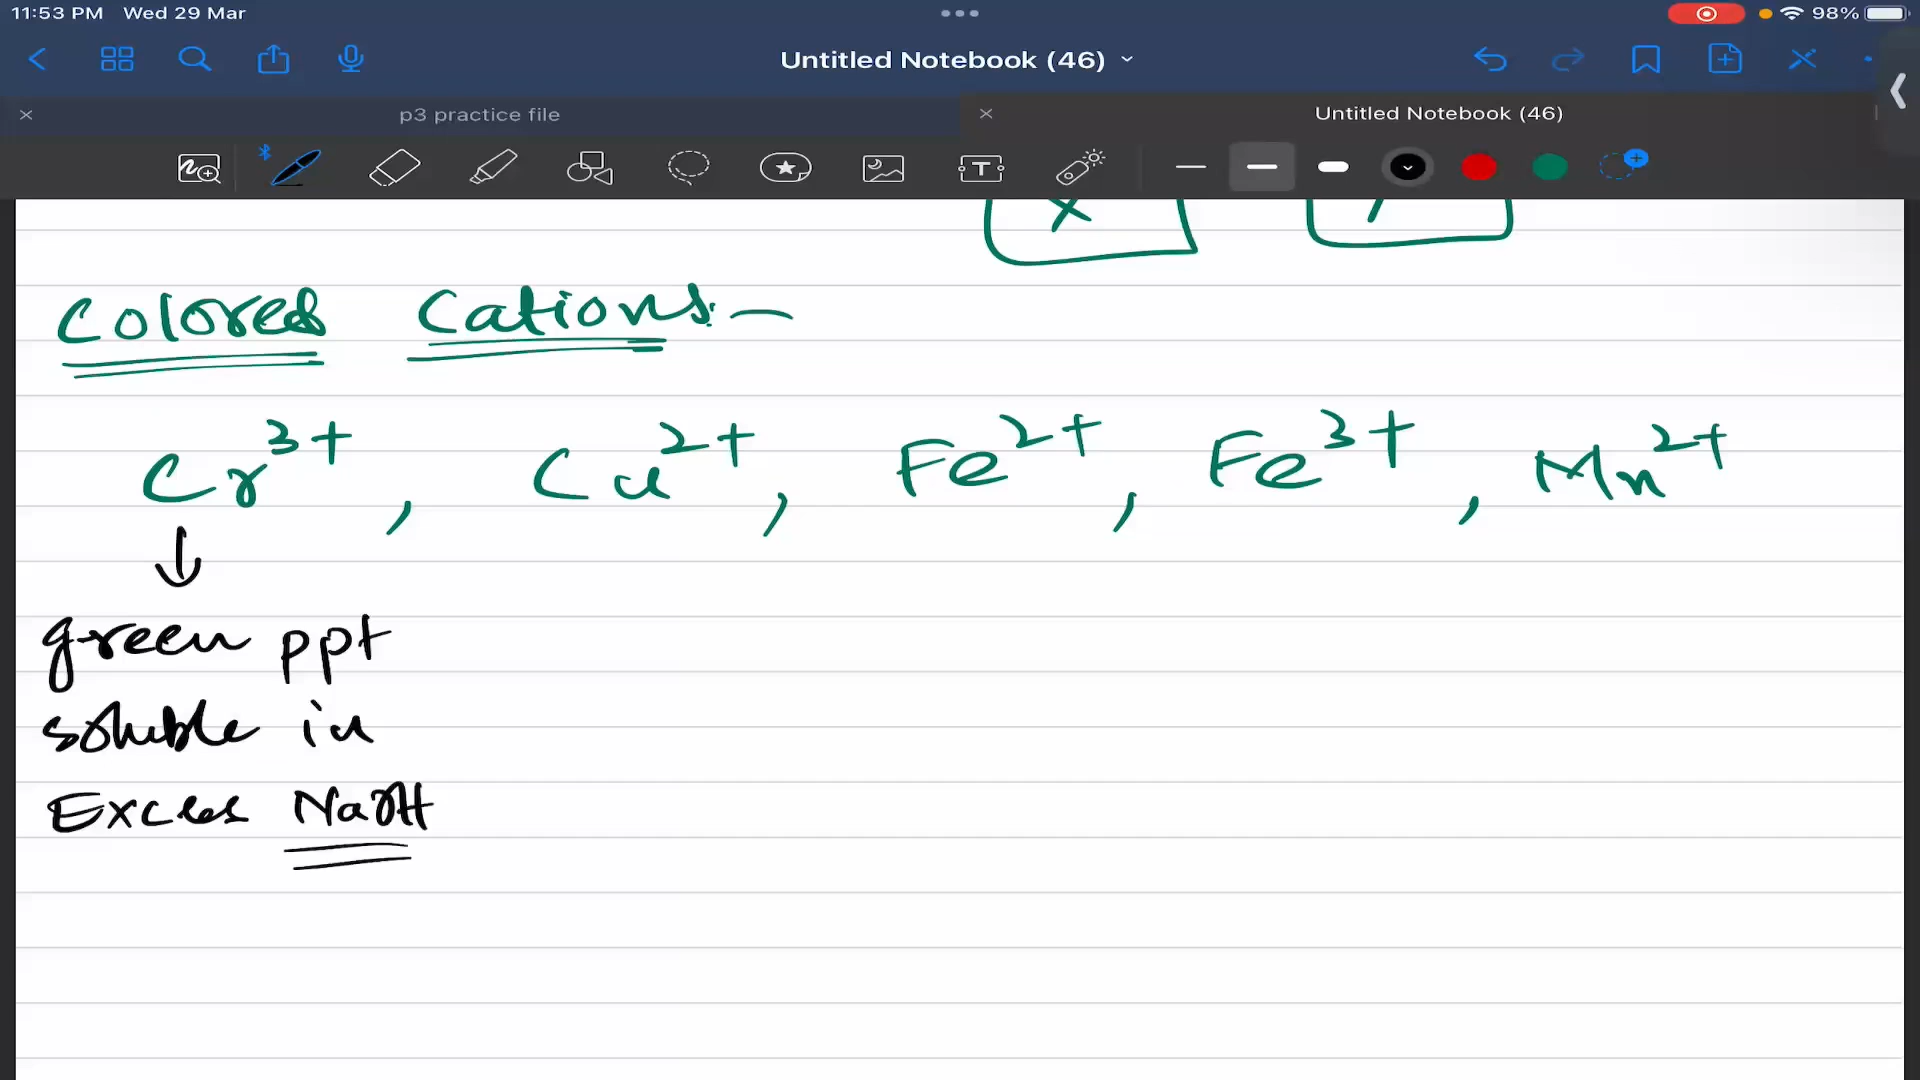 11:53 PM Wed 29 Mar
98%
Untitled Notebook (46)
p3 practice file
Untitled Notebook (46)
T
x
Colored Cations:-
Cr³⁺, Cu²⁺, Fe²⁺, Fe³⁺, Mn²⁺
↓
green ppt
soluble in
Excess NaOH